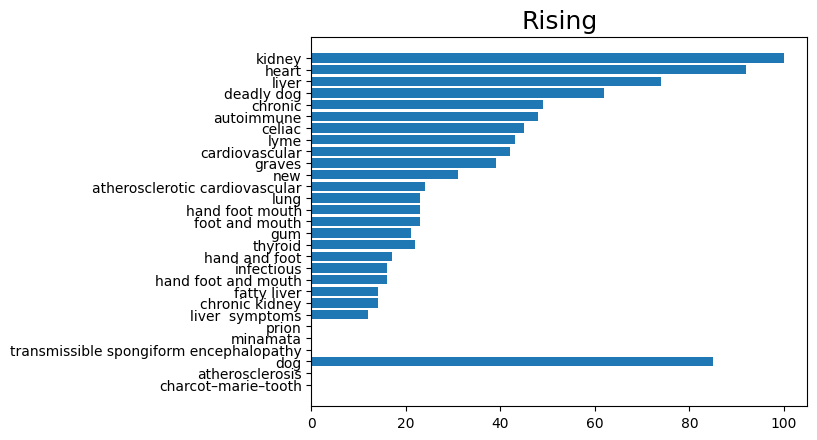 Rising
kidney
heart
liver
deadly dog
chronic
autoimmune
celiac
lyme
cardiovascular
graves
new
atherosclerotic cardiovascular
lung
hand foot mouth
foot and mouth
gum
thyroid
hand and foot
infectious
hand foot and mouth
fatty liver
chronic kidney
liver  symptoms
prion
minamata
transmissible spongiform encephalopathy
dog
atherosclerosis
charcot–marie–tooth
0 20 40 60 80 100